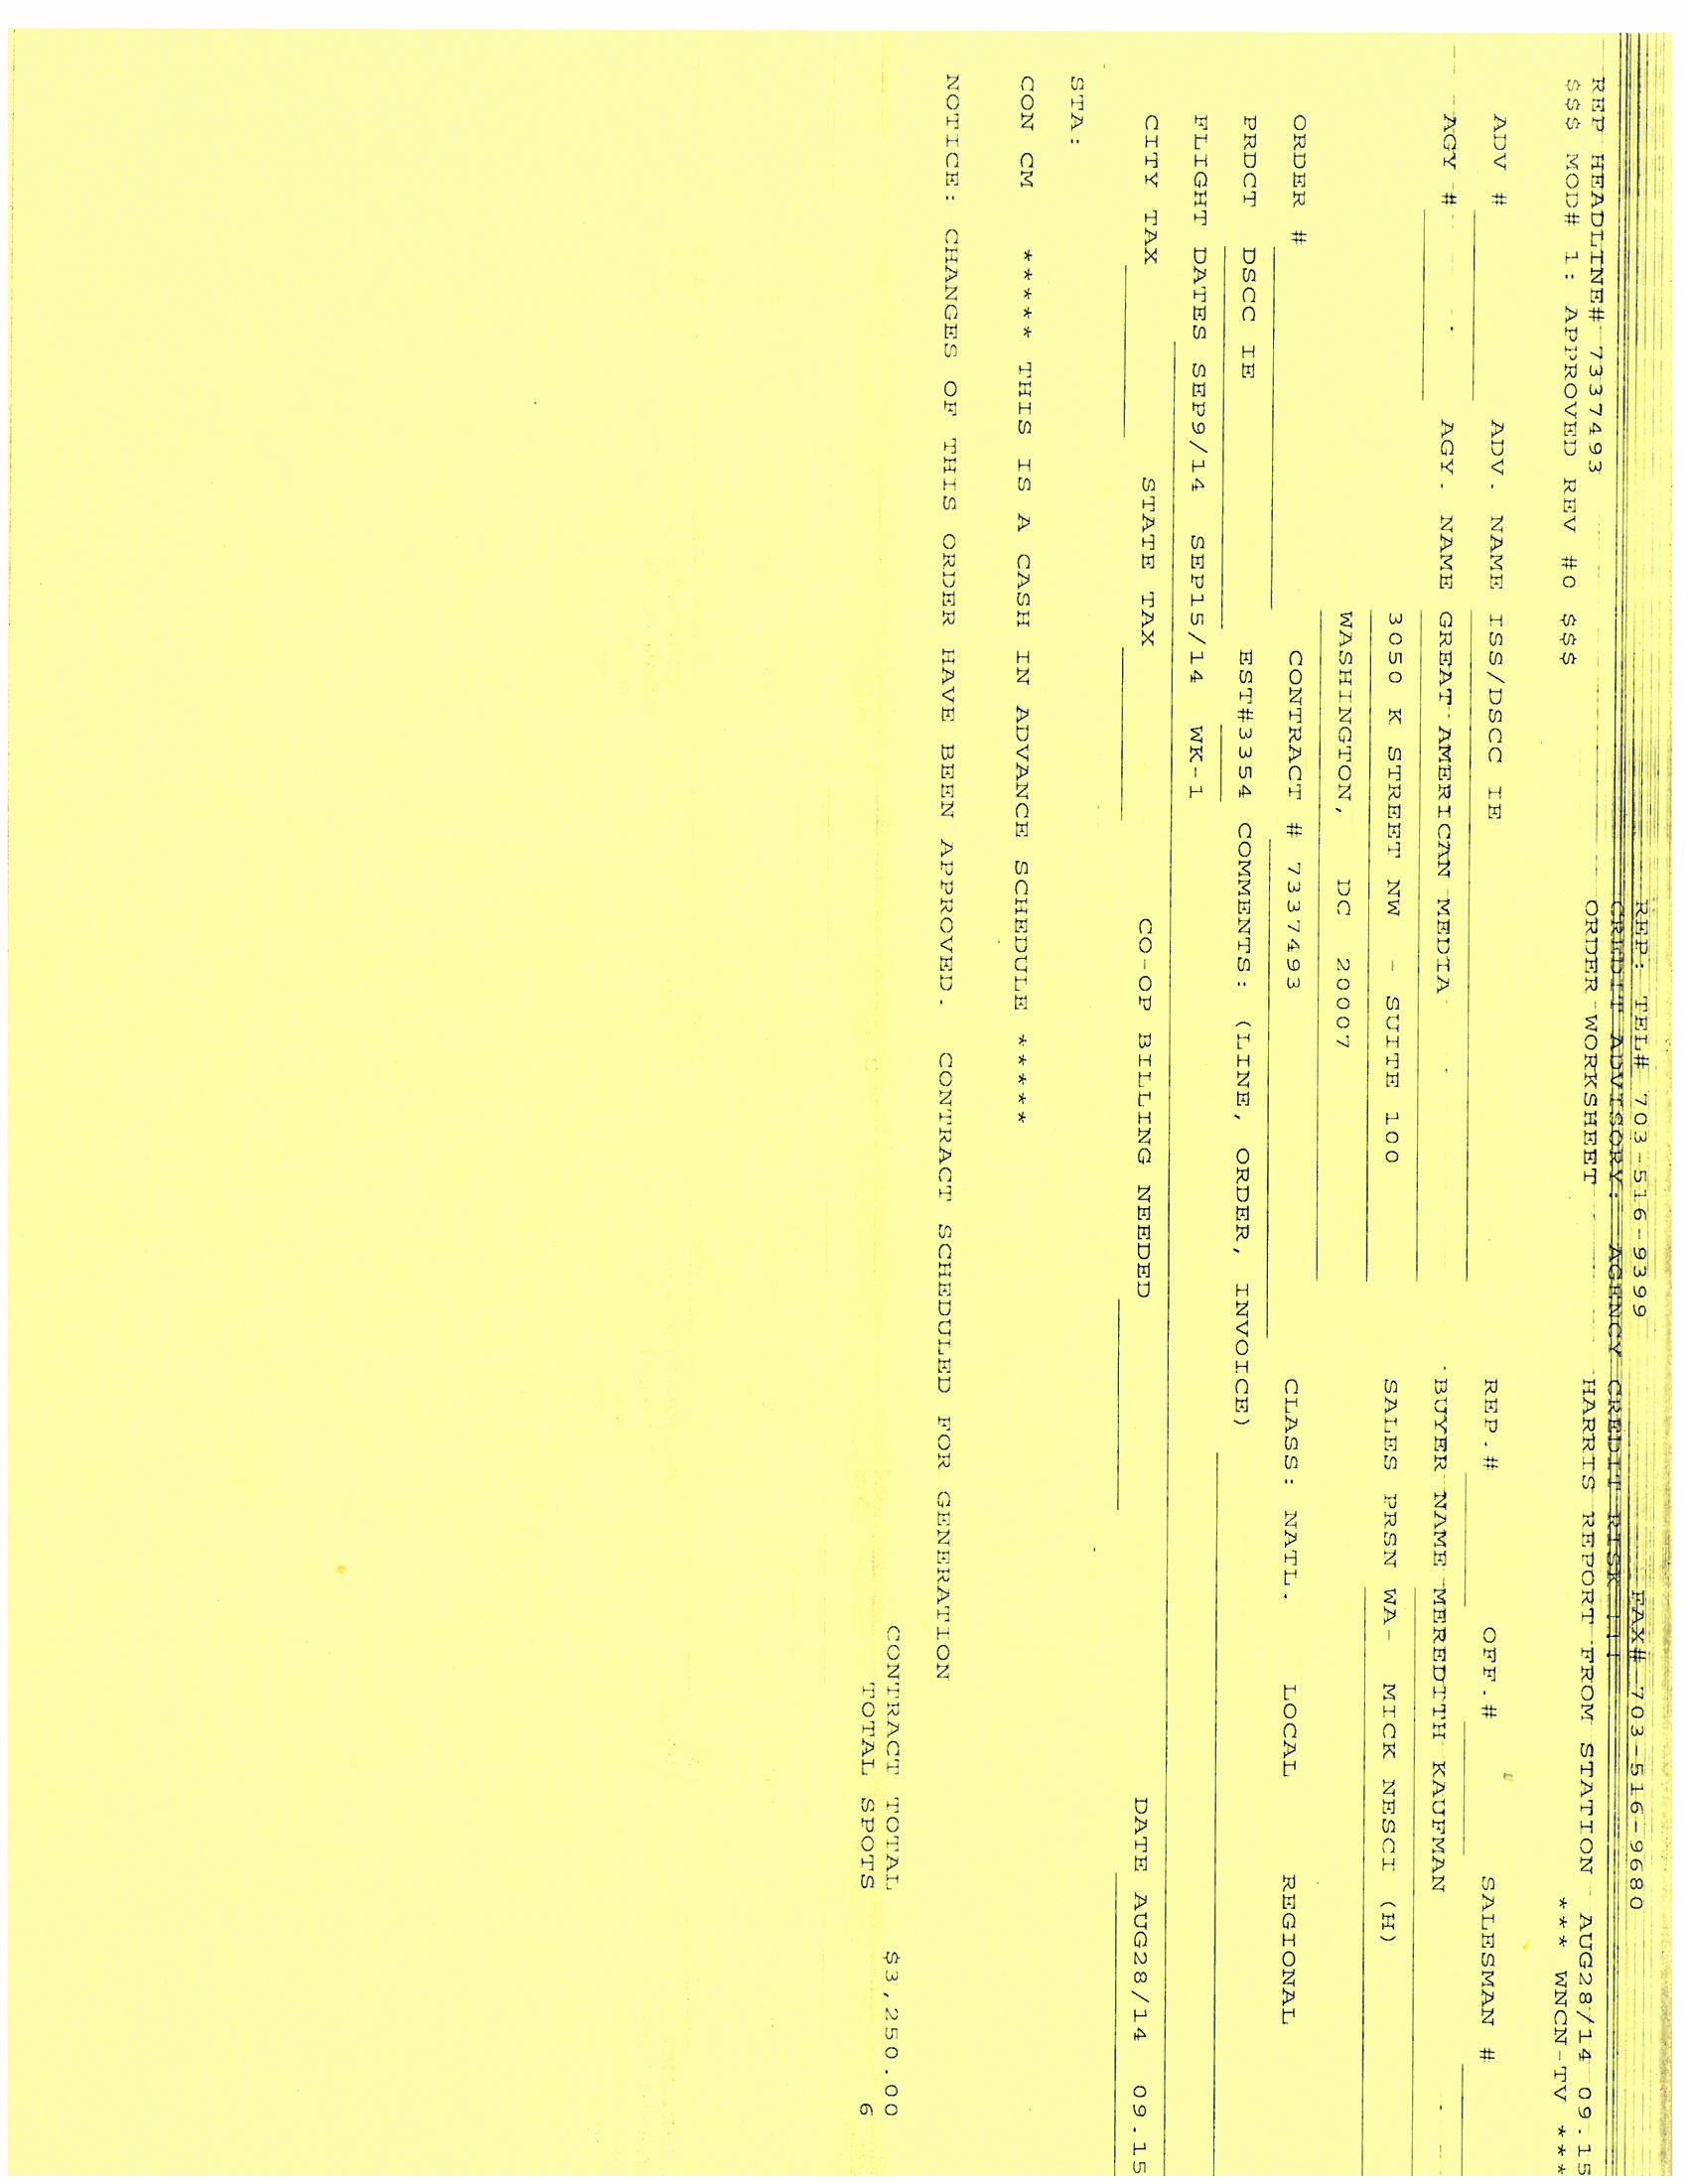 REP: TEL# 703-516-9399 FAX# 703-516-9680
CREDIT ADVISORY: AGENCY CREDIT RISK
ORDER WORKSHEET HARRIS REPORT FROM STATION AUG28/14 09.15
REP HEADLINE# 7337493 *** WNCN-TV ***
$$$ MOD# 1: APPROVED REV #0 $$$
ADV # ADV. NAME ISS/DSCC IE REP.# OFF.# SALESMAN #
AGY # AGY. NAME GREAT AMERICAN MEDIA BUYER NAME MEREDITH KAUFMAN
3050 K STREET NW - SUITE 100 SALES PRSN WA- MICK NESCI (H)
WASHINGTON, DC 20007
ORDER # CONTRACT # 7337493 CLASS: NATL. LOCAL REGIONAL
PRDCT DSCC IE EST#3354 COMMENTS: (LINE, ORDER, INVOICE)
FLIGHT DATES SEP9/14 SEP15/14 WK-1
CITY TAX STATE TAX CO-OP BILLING NEEDED DATE AUG28/14 09.15
STA:
CON CM ***** THIS IS A CASH IN ADVANCE SCHEDULE *****
NOTICE: CHANGES OF THIS ORDER HAVE BEEN APPROVED. CONTRACT SCHEDULED FOR GENERATION
CONTRACT TOTAL $3,250.00
TOTAL SPOTS 6